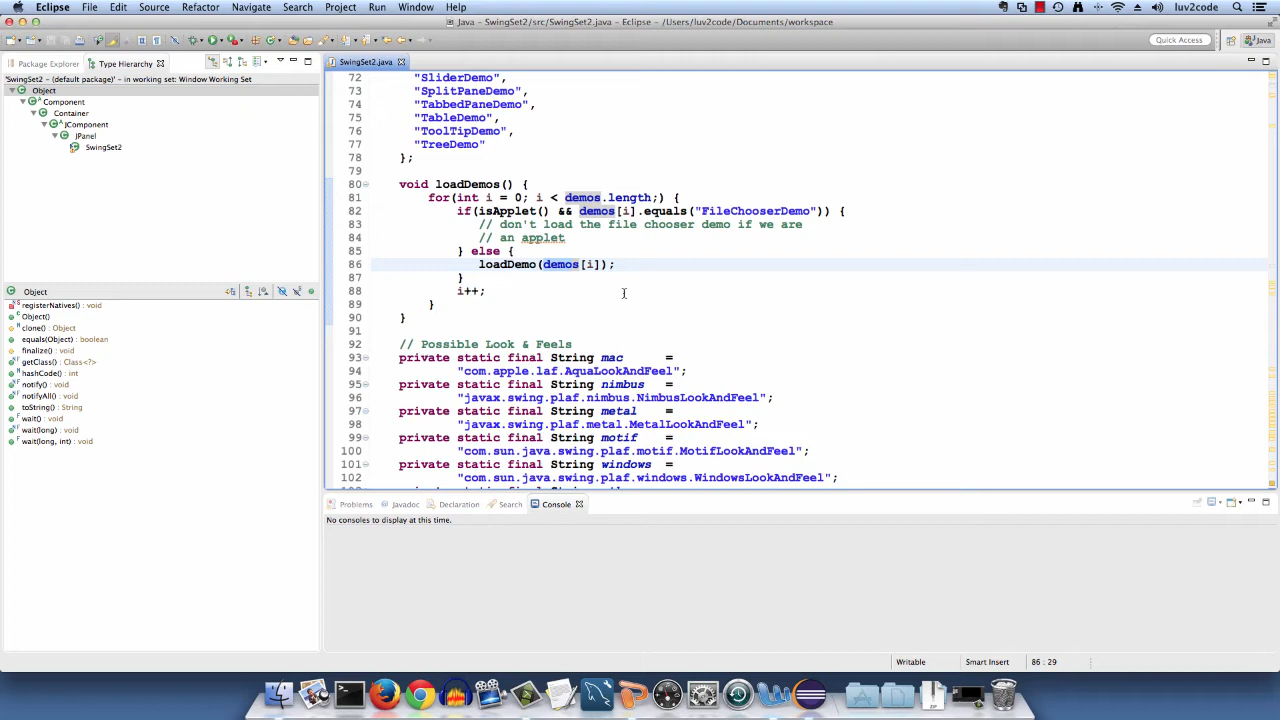 Eclipse File Edit Source Refactor Navigate Search Project Run Window Help luv2code
Java - SwingSet2/src/SwingSet2.java - Eclipse - /Users/luv2code/Documents/workspace
Quick Access Java
Package Explorer Type Hierarchy
'SwingSet2 - (default package)' - in working set: Window Working Set
Object
Component
Container
JComponent
JPanel
SwingSet2
Object
registerNatives() : void
Object()
clone() : Object
equals(Object) : boolean
finalize() : void
getClass() : Class<?>
hashCode() : int
notify() : void
notifyAll() : void
toString() : String
wait() : void
wait(long) : void
wait(long, int) : void
SwingSet2.java
72 "SliderDemo",
73 "SplitPaneDemo",
74 "TabbedPaneDemo",
75 "TableDemo",
76 "ToolTipDemo",
77 "TreeDemo"
78 };
79
80 void loadDemos() {
81 for(int i = 0; i < demos.length;) {
82 if(isApplet() && demos[i].equals("FileChooserDemo")) {
83 // don't load the file chooser demo if we are
84 // an applet
85 } else {
86 loadDemo(demos[i]);
87 }
88 i++;
89 }
90 }
91
92 // Possible Look & Feels
93 private static final String mac =
94 "com.apple.laf.AquaLookAndFeel";
95 private static final String nimbus =
96 "javax.swing.plaf.nimbus.NimbusLookAndFeel";
97 private static final String metal =
98 "javax.swing.plaf.metal.MetalLookAndFeel";
99 private static final String motif =
100 "com.sun.java.swing.plaf.motif.MotifLookAndFeel";
101 private static final String windows =
102 "com.sun.java.swing.plaf.windows.WindowsLookAndFeel";
Problems Javadoc Declaration Search Console
No consoles to display at this time.
Writable Smart Insert 86 : 29